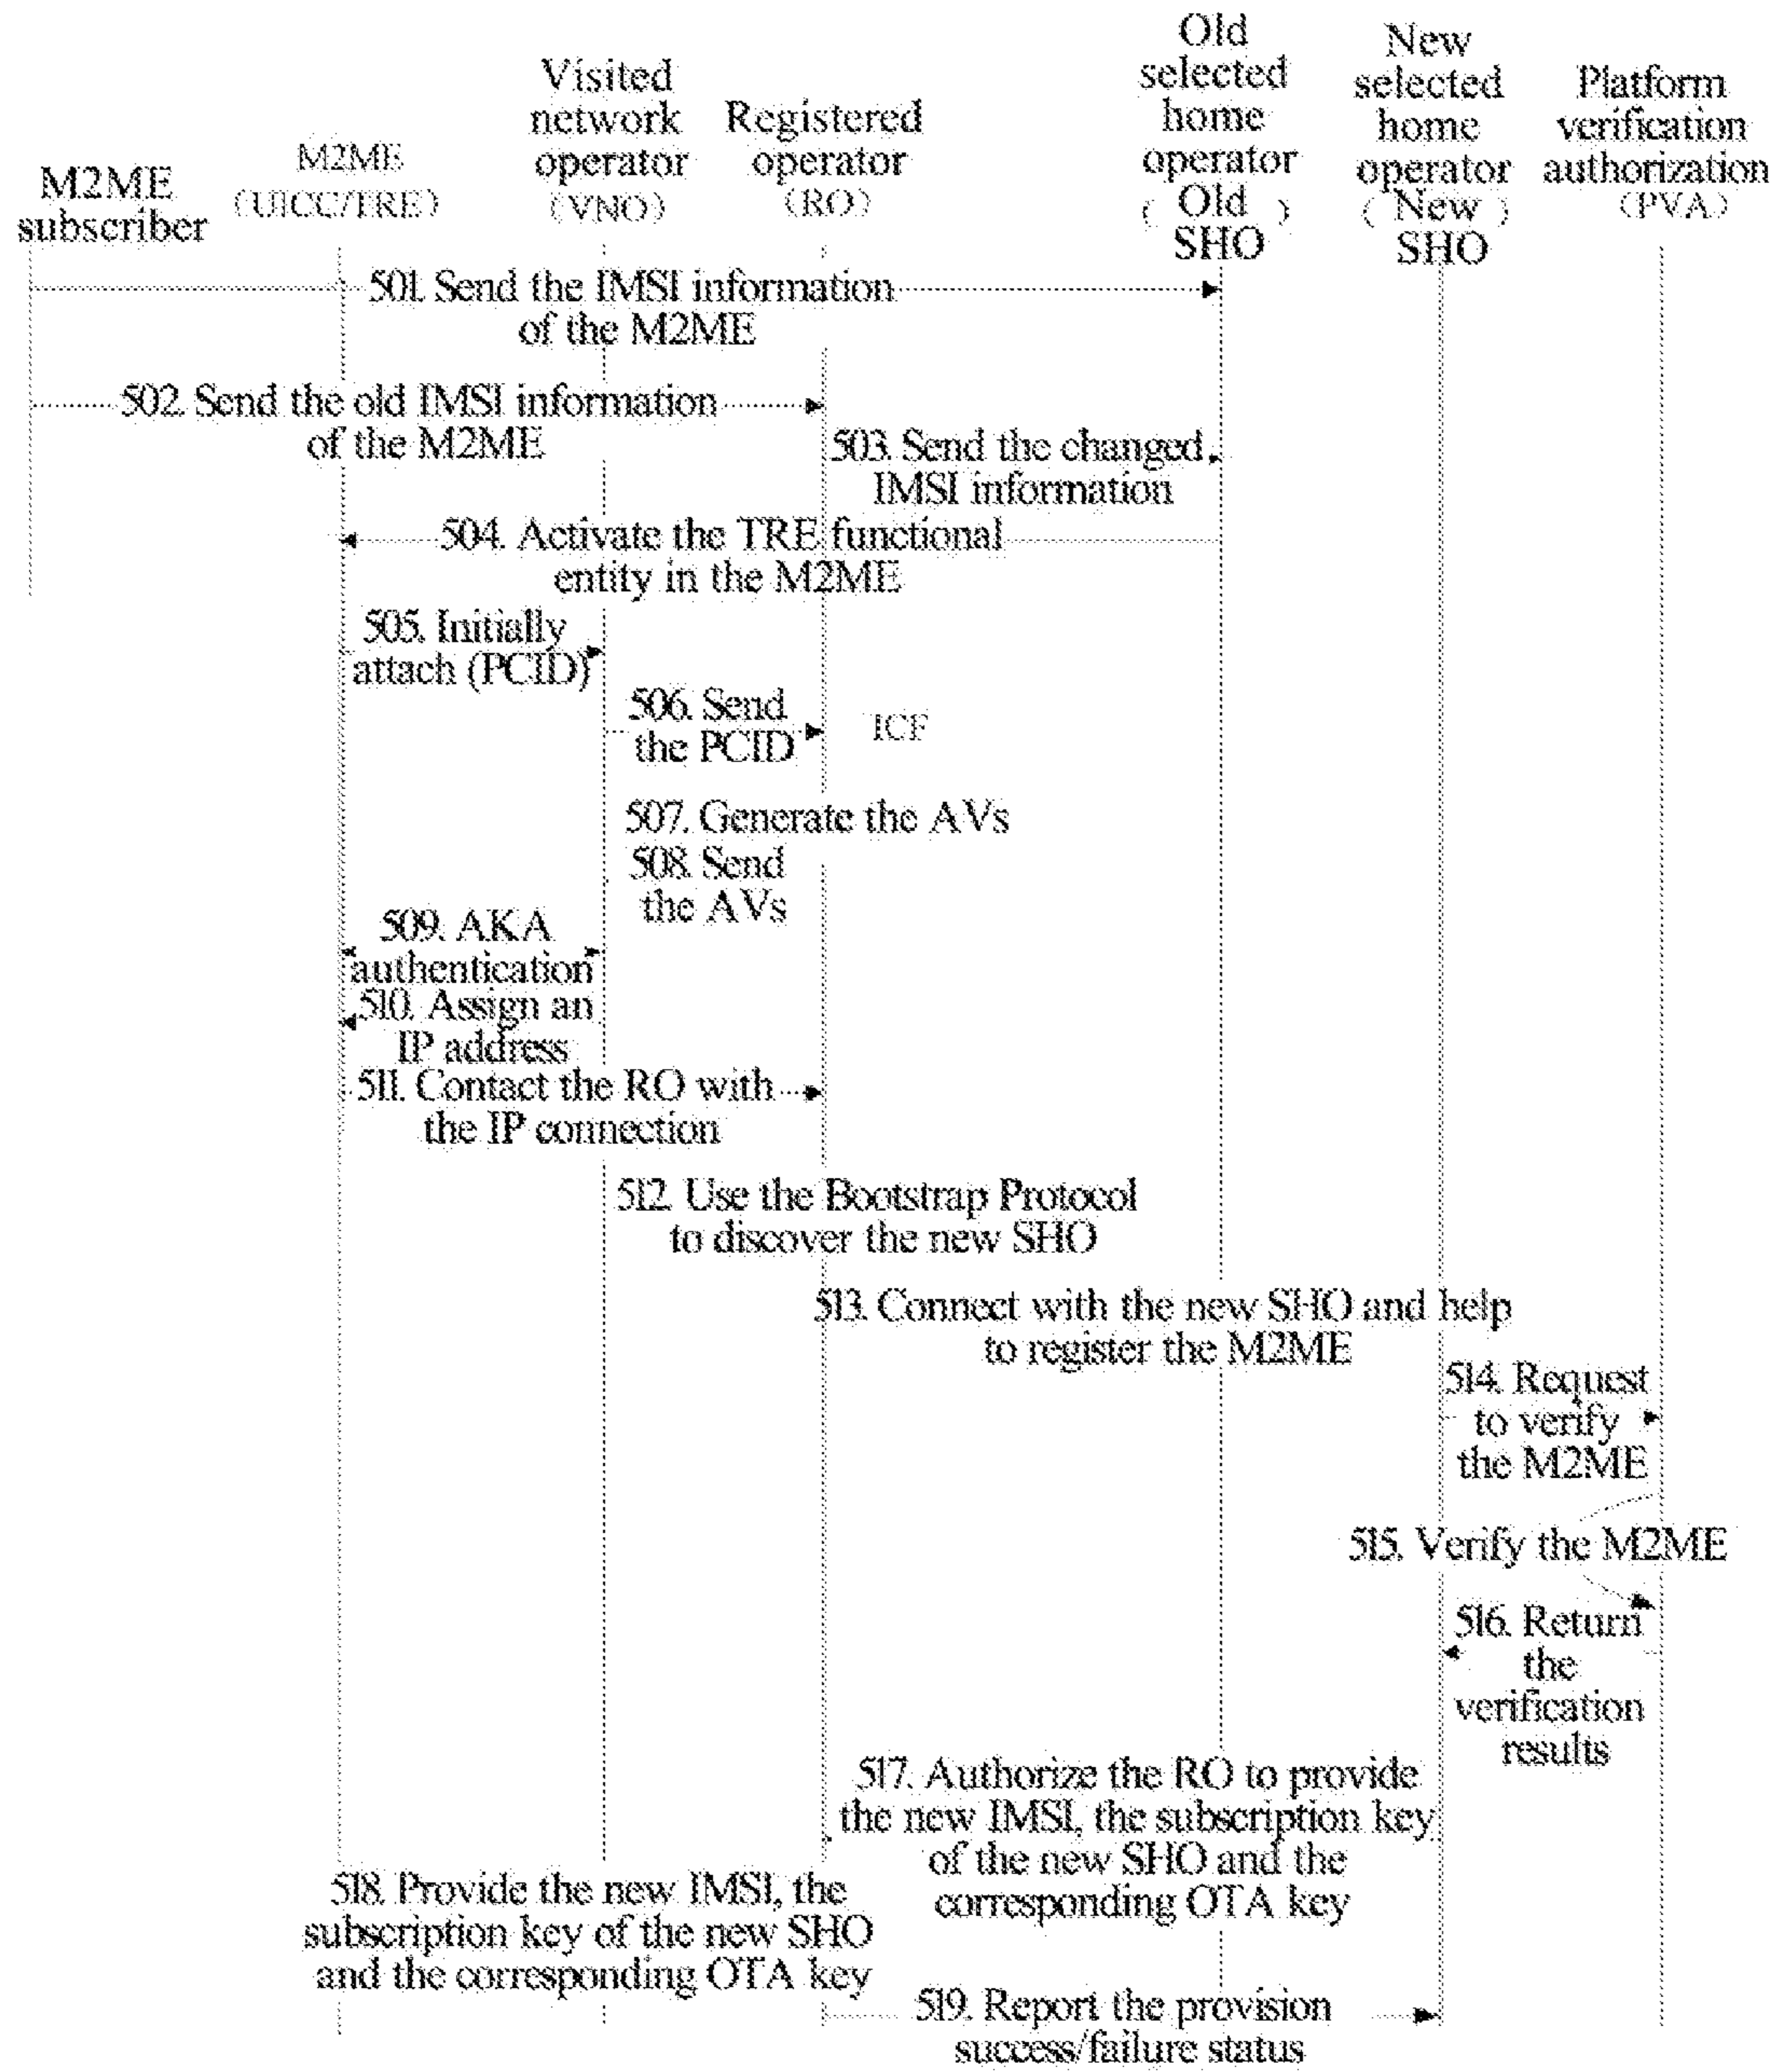 M2ME
subscriber
M2ME
(UICC/TRE)
Visited
network
operator
(VNO)
Registered
operator
(RO)
Old
selected
home
operator
( Old )
SHO
New
selected
home
operator
( New )
SHO
Platform
verification
authorization
(PVA)
501. Send the IMSI information
of the M2ME
502. Send the old IMSI information
of the M2ME
503. Send the changed
IMSI information
504. Activate the TRE functional
entity in the M2ME
505. Initially
attach (PCID)
506. Send
the PCID
ICF
507. Generate the AVs
508. Send
the AVs
509. AKA
authentication
510. Assign an
IP address
511. Contact the RO with
the IP connection
512. Use the Bootstrap Protocol
to discover the new SHO
513. Connect with the new SHO and help
to register the M2ME
514. Request
to verify
the M2ME
515. Verify the M2ME
516. Return
the
verification
results
517. Authorize the RO to provide
the new IMSI, the subscription key
of the new SHO and the
corresponding OTA key
518. Provide the new IMSI, the
subscription key of the new SHO
and the corresponding OTA key
519. Report the provision
success/failure status